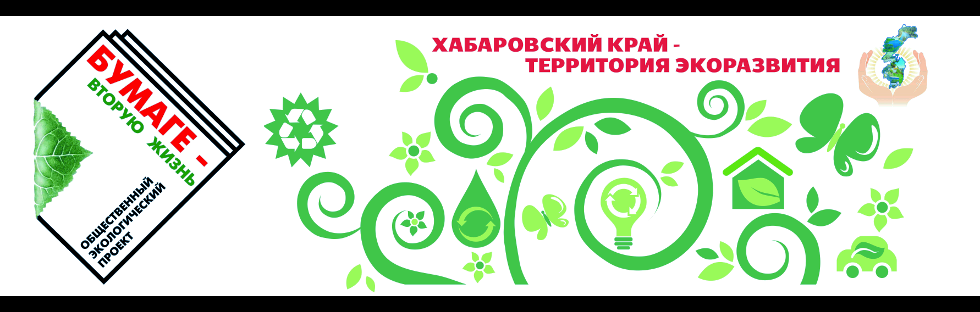 БУМАГЕ -
ВТОРУЮ ЖИЗНЬ
ОБЩЕСТВЕННЫЙ
ЭКОЛОГИЧЕСКИЙ
ПРОЕКТ
ХАБАРОВСКИЙ КРАЙ -
ТЕРРИТОРИЯ ЭКОРАЗВИТИЯ